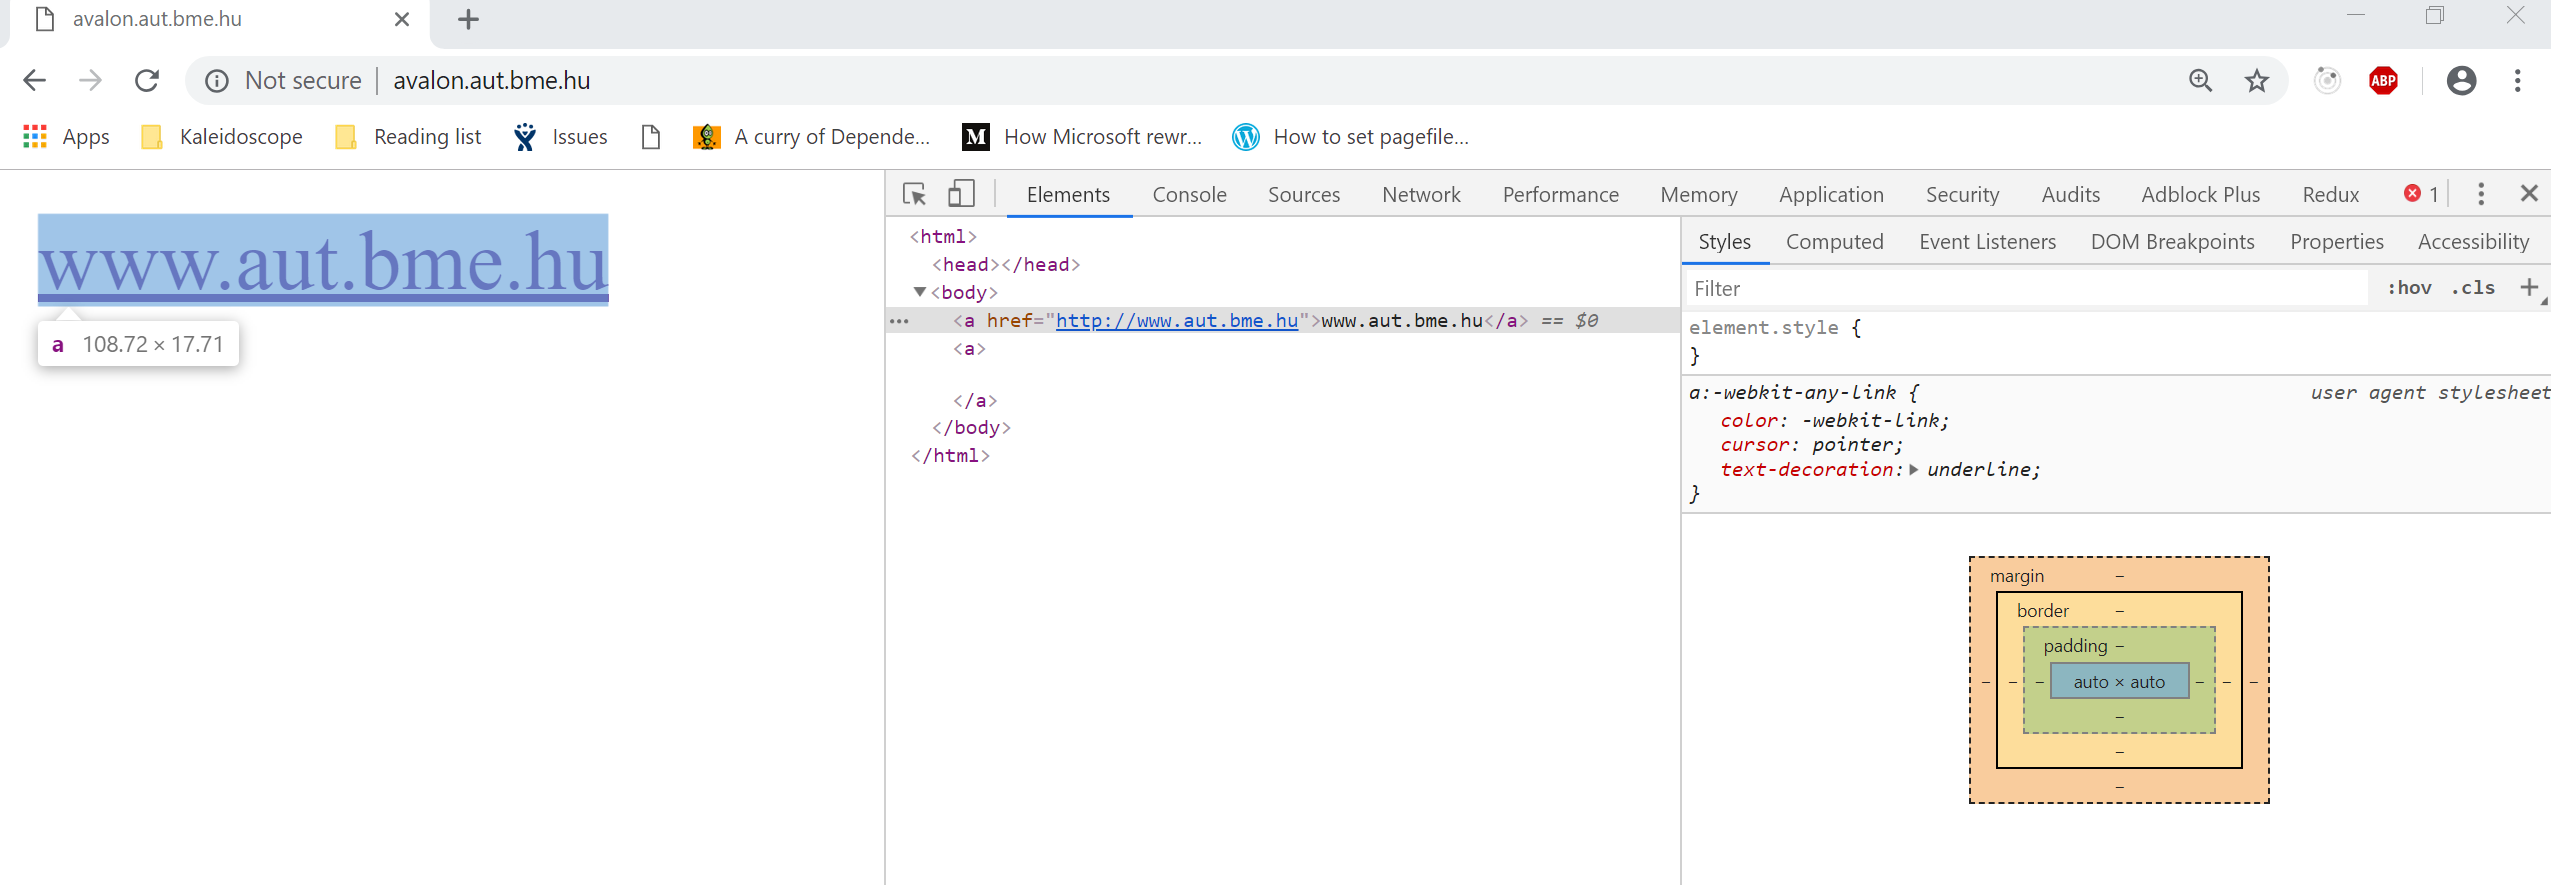 avalon.aut.bme.hu
Not secure | avalon.aut.bme.hu
ABP
Apps Kaleidoscope Reading list Issues A curry of Depende... M How Microsoft rewr... How to set pagefile...
www.aut.bme.hu
a 108.72 × 17.71
Elements Console Sources Network Performance Memory Application Security Audits Adblock Plus Redux 1
<html>
<head></head>
<body>
<a href="http://www.aut.bme.hu">www.aut.bme.hu</a> == $0
<a>
</a>
</body>
</html>
Styles Computed Event Listeners DOM Breakpoints Properties Accessibility
Filter :hov .cls +
element.style {
}
a:-webkit-any-link { user agent stylesheet
color: -webkit-link;
cursor: pointer;
text-decoration: underline;
}
margin –
border –
padding –
– – – auto × auto – – –
–
–
–